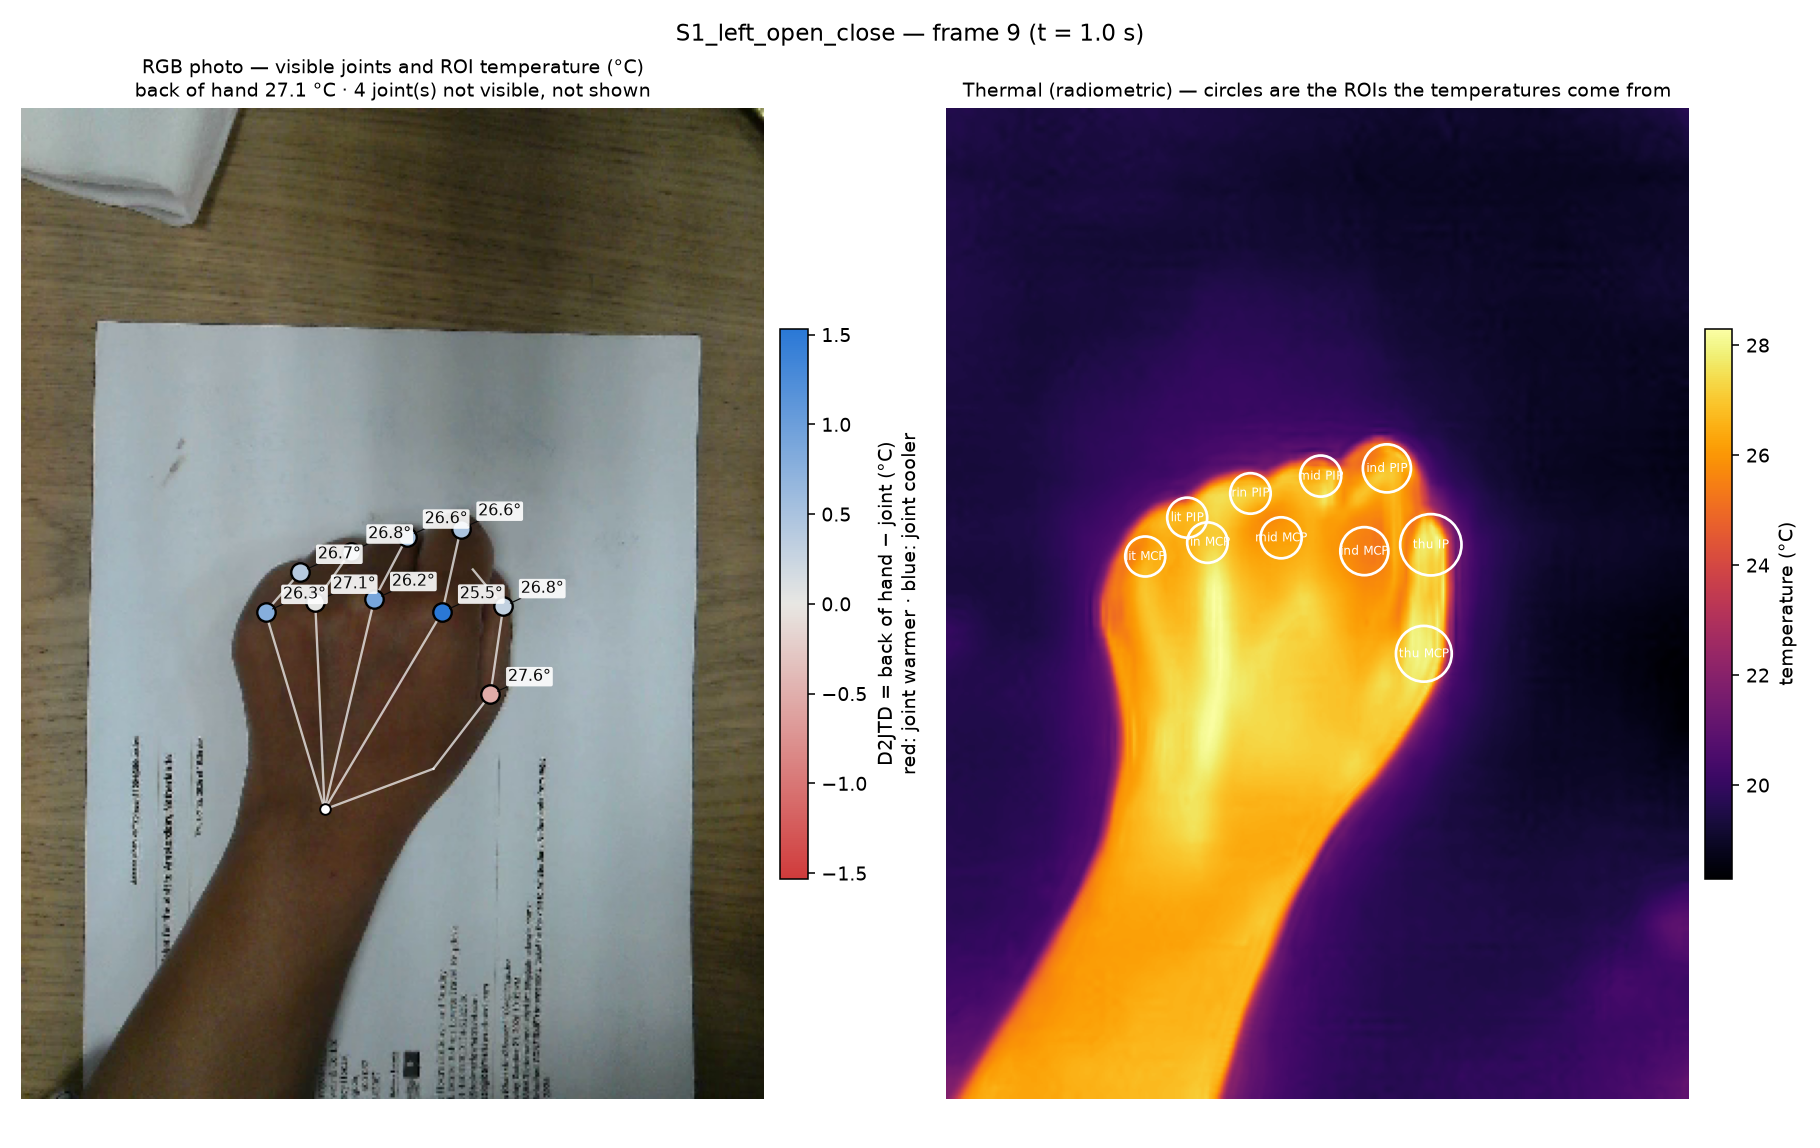 S1_left_open_close — frame 9 (t = 1.0 s)
RGB photo — visible joints and ROI temperature (°C)
back of hand 27.1 °C · 4 joint(s) not visible, not shown
Thermal (radiometric) — circles are the ROIs the temperatures come from
26.6°
26.6°
26.8°
26.7°
27.1°
26.2°
26.3°
25.5°
26.8°
27.6°
1.5
1.0
0.5
0.0
−0.5
−1.0
−1.5
D2JTD = back of hand − joint (°C)
red: joint warmer · blue: joint cooler
ind PIP
mid PIP
rin PIP
lit PIP
mid MCP
rin MCP
lit MCP
ind MCP
thu IP
thu MCP
28
26
24
22
20
temperature (°C)